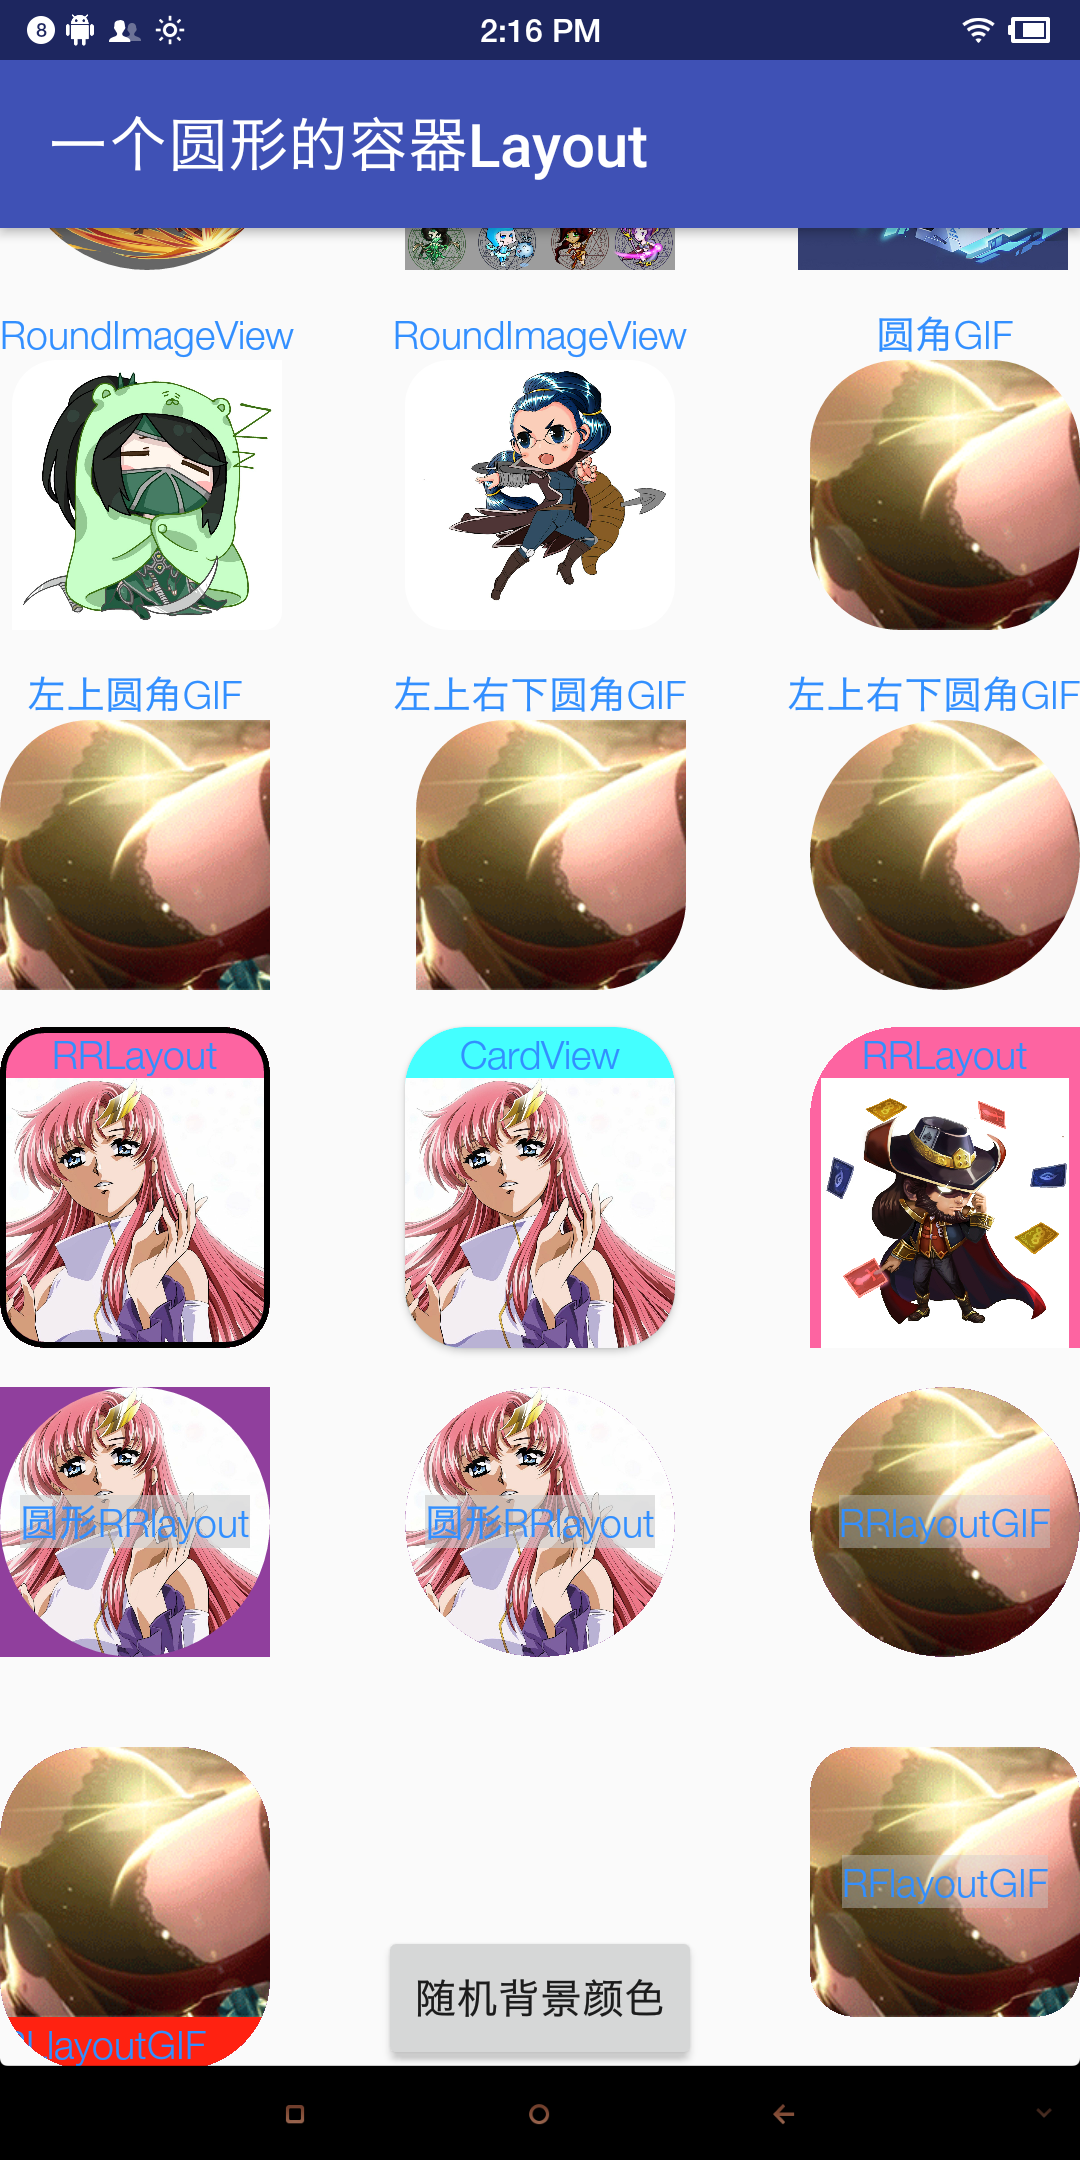 8 2:16 PM
一个圆形的容器Layout
RoundImageView RoundImageView 圆角GIF
左上圆角GIF 左上右下圆角GIF 左上右下圆角GIF
RRLayout CardView RRLayout
圆形RRlayout 圆形RRlayout RRlayoutGIF
RFlayoutGIF
随机背景颜色
layoutGIF